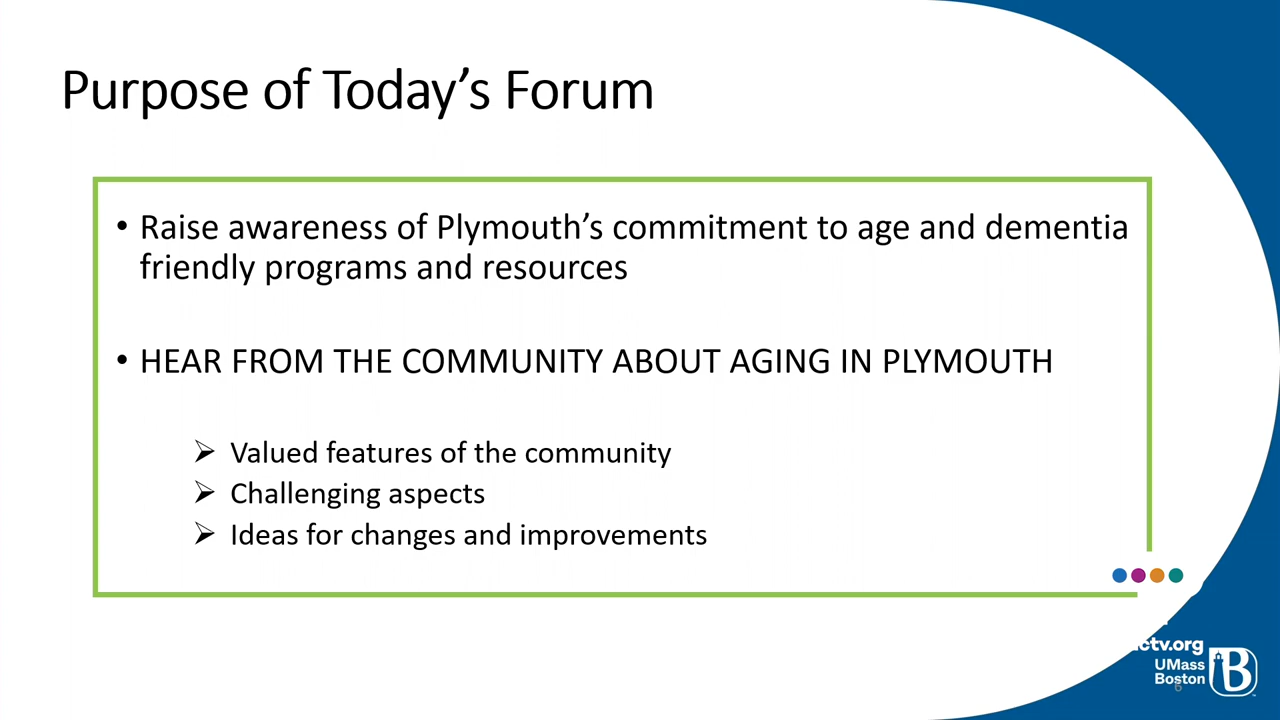 Purpose of Today's Forum
• Raise awareness of Plymouth's commitment to age and dementia
friendly programs and resources
• HEAR FROM THE COMMUNITY ABOUT AGING IN PLYMOUTH
➢ Valued features of the community
➢ Challenging aspects
➢ Ideas for changes and improvements
ctv.org
UMass
Boston
B
6